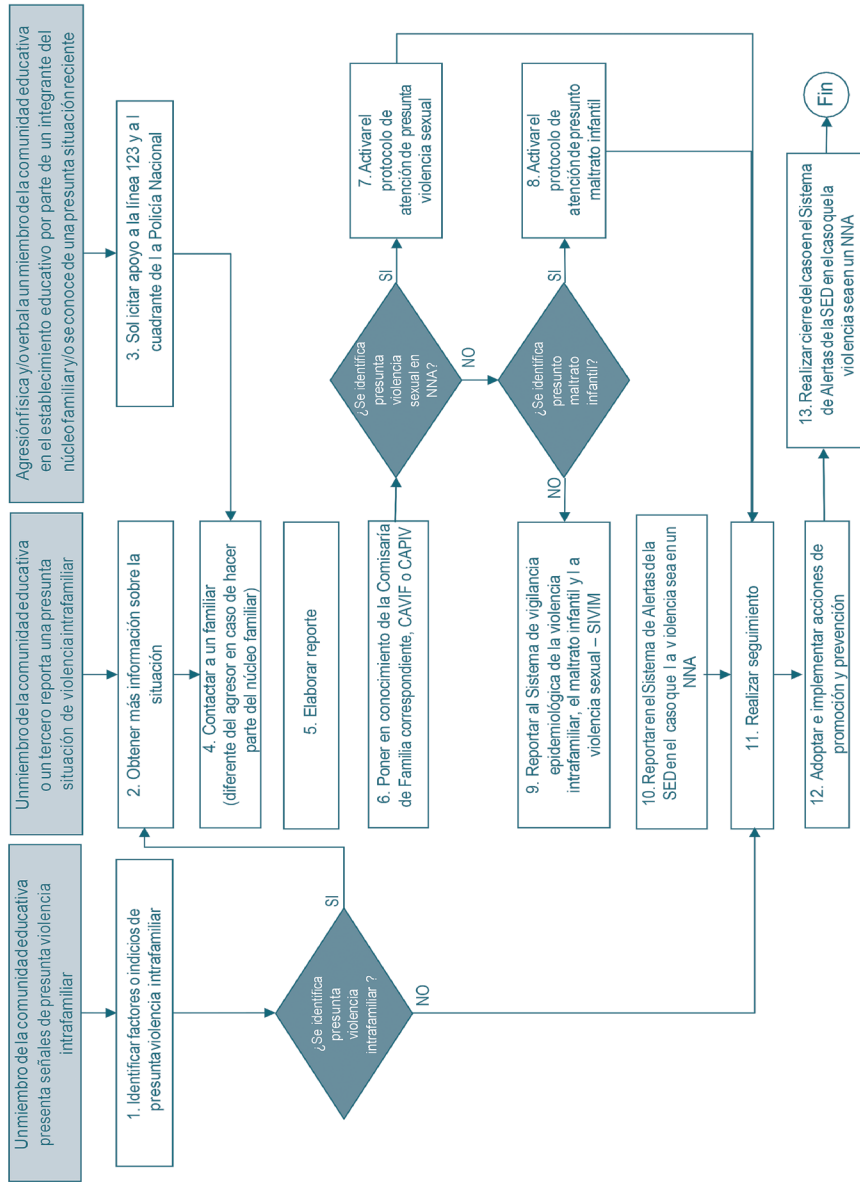 Un miembro de la comunidad educativa
presenta señales de presunta violencia
intrafamiliar
Un miembro de la comunidad educativa
o un tercero reporta una presunta
situación de violencia intrafamiliar
Agresión física y/o verbal a un miembro de la comunidad educativa
en el establecimiento educativo por parte de un integrante del
núcleo familiar y/o se conoce de una presunta situación reciente
1. Identificar factores o indicios de
presunta violencia intrafamiliar
2. Obtener más información sobre la
situación
3. Solicitar apoyo a la línea 123 y a l
cuadrante de l a Policía Nacional
4. Contactar a un familiar
(diferente del agresor en caso de hacer
parte del núcleo familiar)
¿Se identifica
presunta
violencia
intrafamiliar ?
SI
NO
5. Elaborar reporte
6. Poner en conocimiento de la Comisaría
de Familia correspondiente, CAVIF o CAPIV
¿Se identifica
presunta
violencia
sexual en
NNA?
SI
NO
7. Activar el
protocolo de
atención de presunta
violencia sexual
¿Se identifica
presunto
maltrato
infantil?
SI
NO
8. Activar el
protocolo de
atención de presunto
maltrato infantil
9. Reportar al Sistema de vigilancia
epidemiológica de la violencia
intrafamiliar, el maltrato infantil y l a
violencia sexual – SIVIM
10. Reportar en el Sistema de Alertas de la
SED en el caso que l a v iolencia sea en un
NNA
11. Realizar seguimiento
12. Adoptar e implementar acciones de
promoción y prevención
13. Realizar cierre del caso en el Sistema
de Alertas de la SED en el caso que la
violencia sea en un NNA
Fin